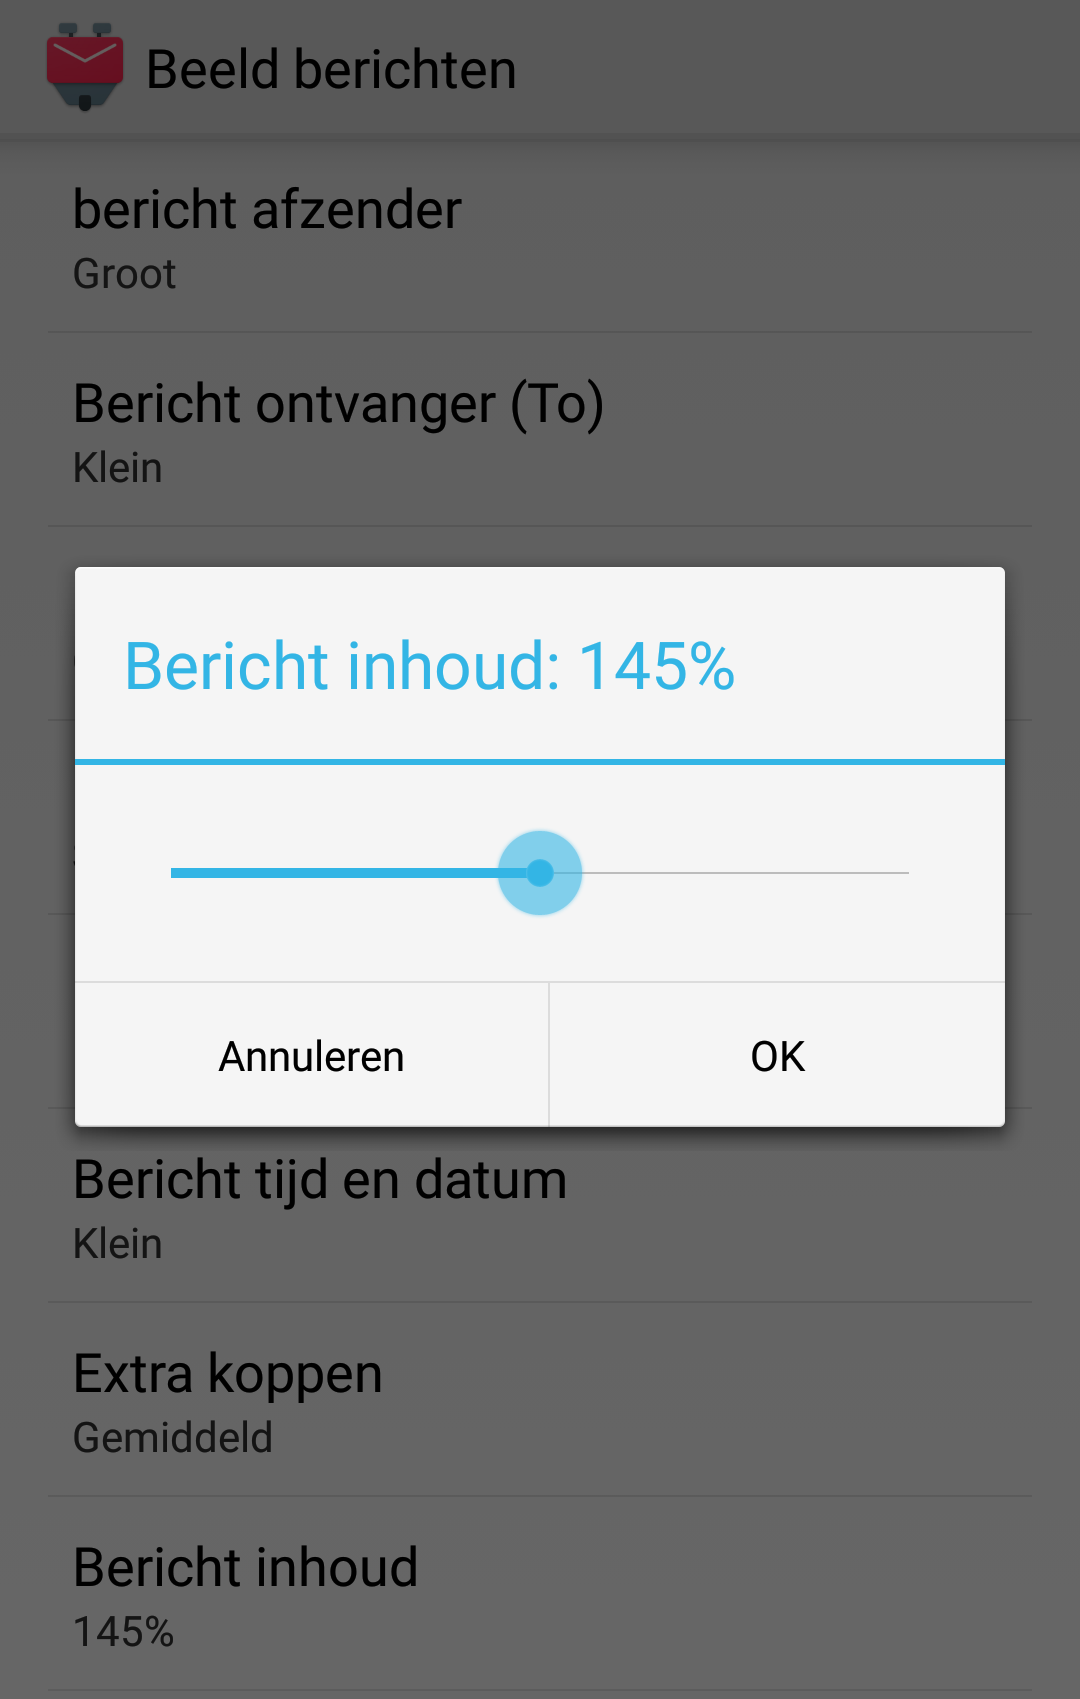 Beeld berichten
bericht afzender
Groot
Bericht ontvanger (To)
Klein
Bericht inhoud: 145%
Annuleren
OK
Bericht tijd en datum
Klein
Extra koppen
Gemiddeld
Bericht inhoud
145%